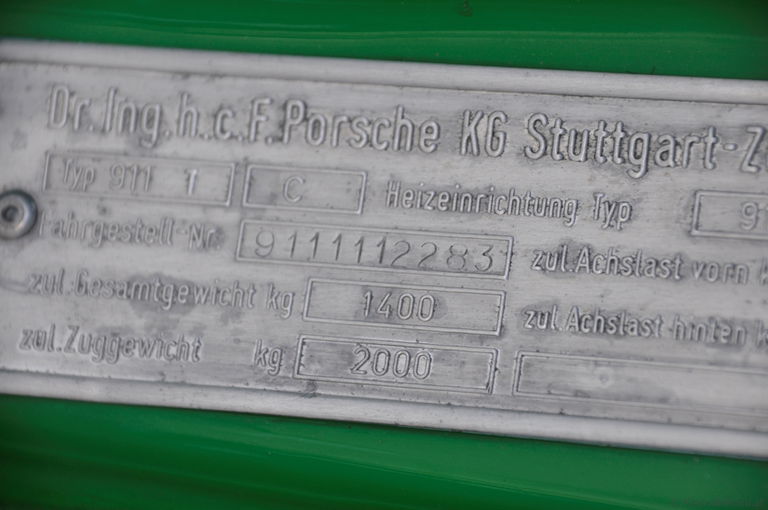 Dr. Ing. h. c. F. Porsche KG Stuttgart-Z
Typ 911 1 C Heizeinrichtung Typ 91
Fahrgestell-Nr. 9111112283 zul. Achslast vorn k
zul. Gesamtgewicht kg 1400 zul. Achslast hinten k
zul. Zuggewicht kg 2000